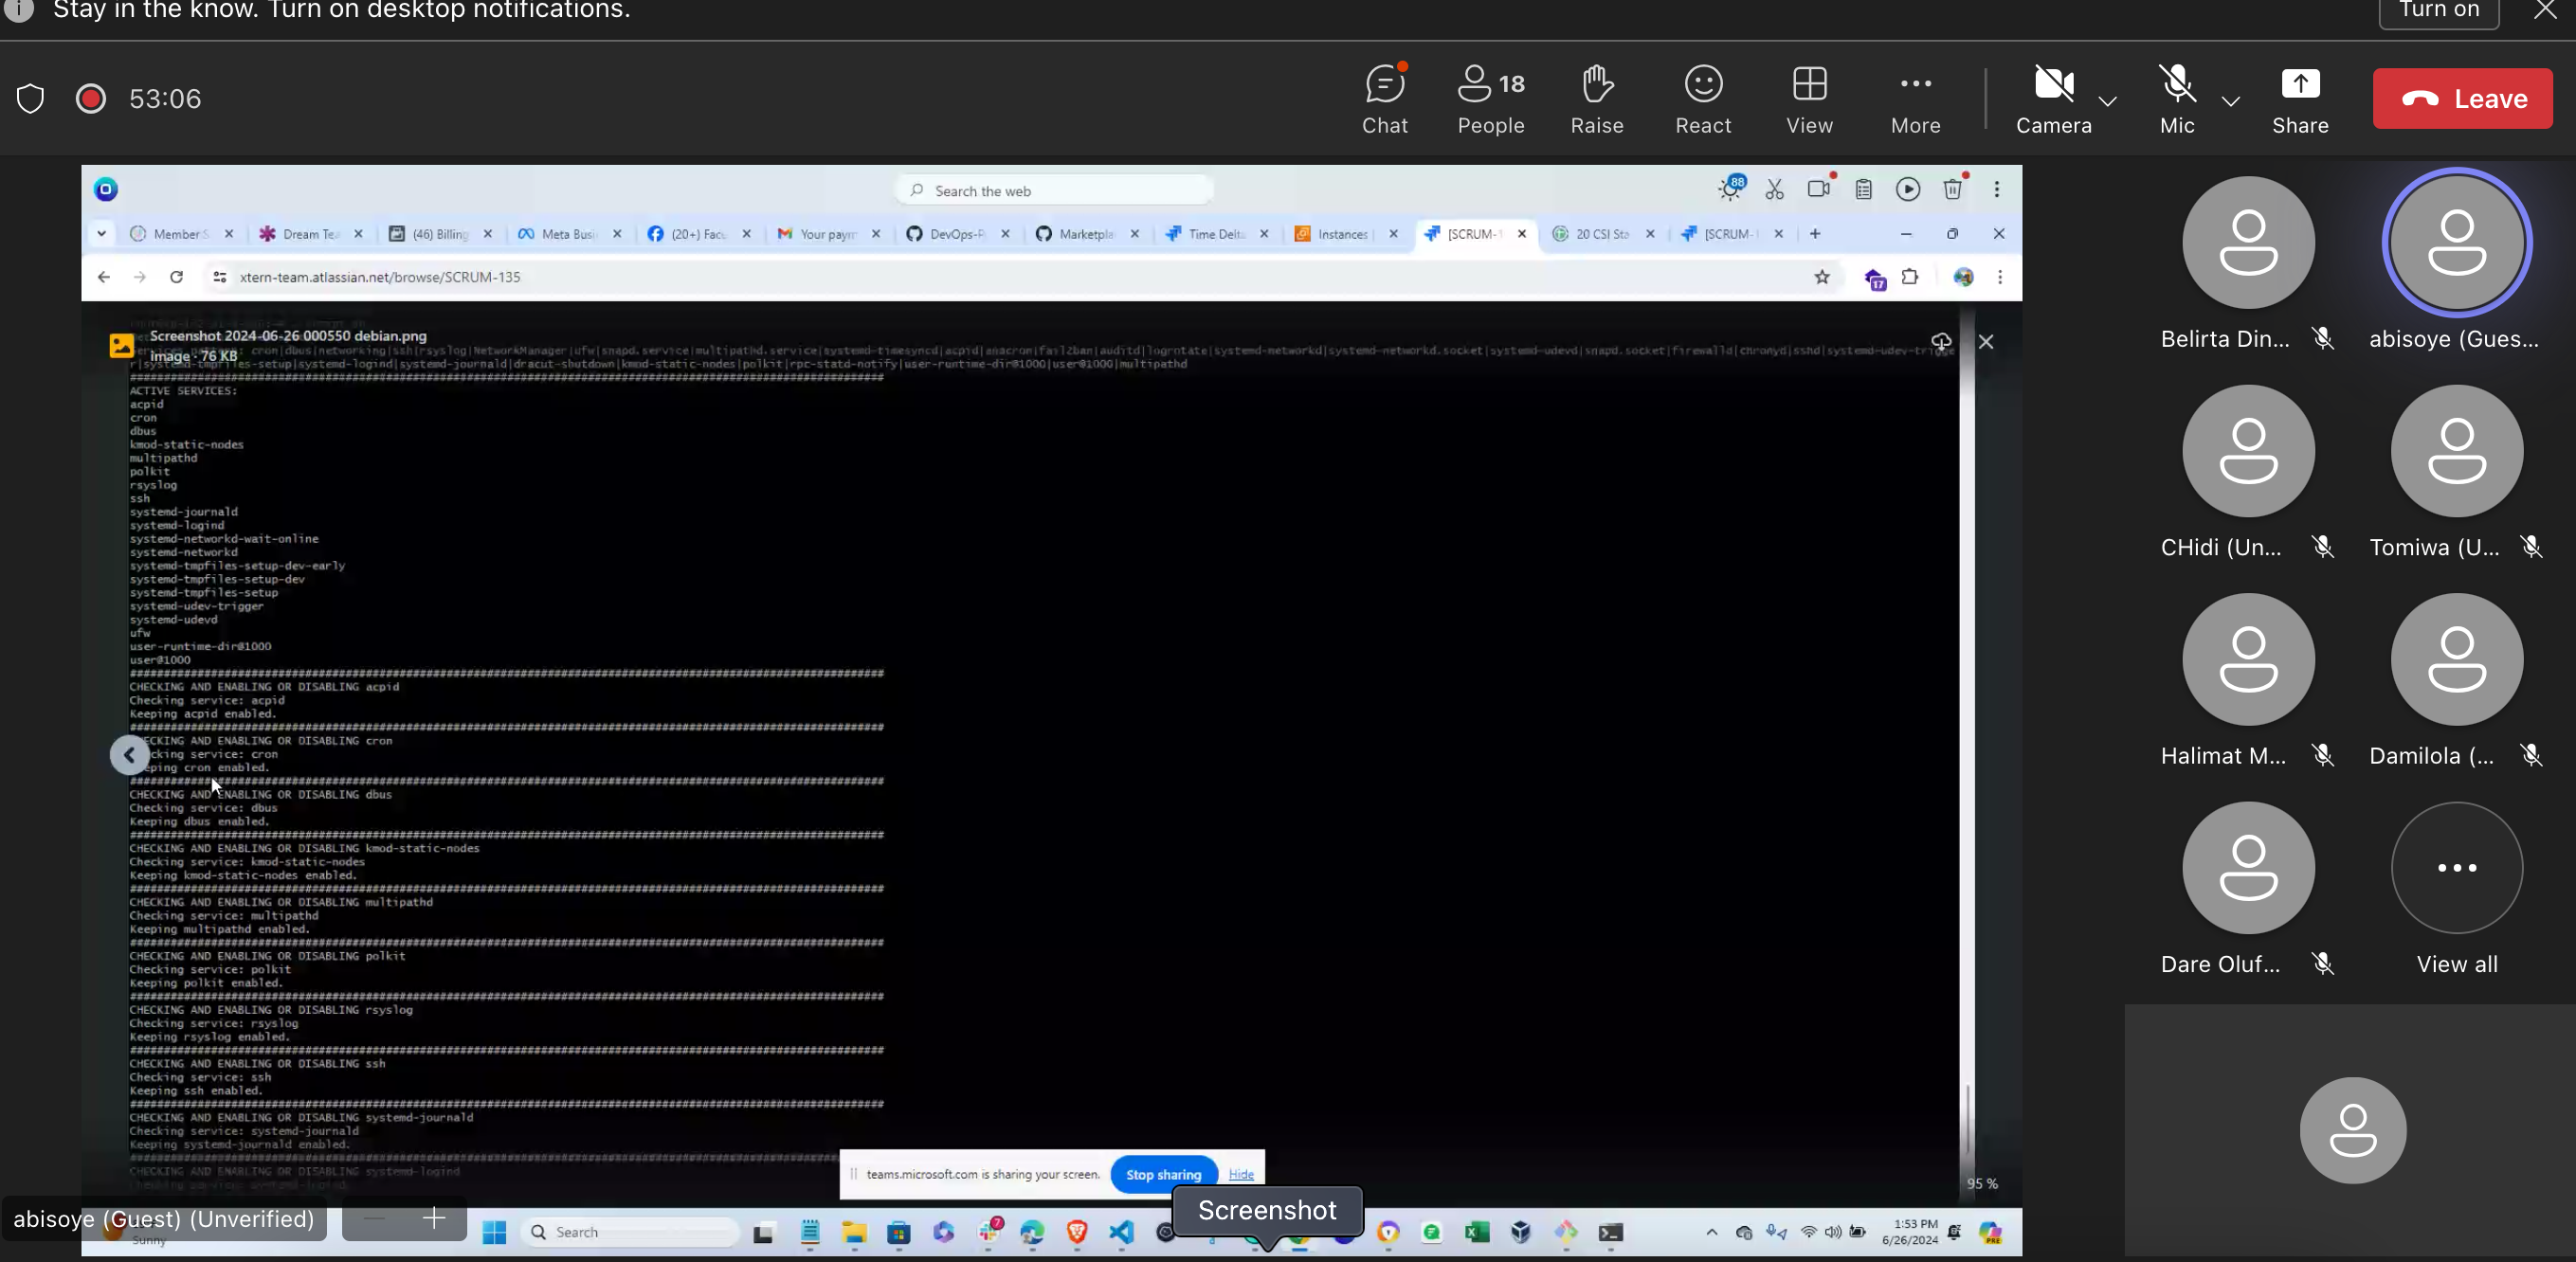 Stay in the know. Turn on desktop notifications.
Turn on
53:06
Chat
18
People
Raise
React
View
More
Camera
Mic
Share
Leave
Search the web
88
Member S
Dream Tea
(46) Billing
Meta Busi
(20+) Face
Your paym
DevOps-P
Marketpla
Time Delta
Instances |
[SCRUM-1
20 CSI Sta
[SCRUM-1
xtern-team.atlassian.net/browse/SCRUM-135
17
Screenshot 2024-06-26 000550 debian.png
Image · 76 KB
cron|dbus|networking|ssh|rsyslog|NetworkManager|ufw|snapd.service|multipathd.service|systemd-timesyncd|acpid|anacron|fail2ban|auditd|logrotate|systemd-networkd|systemd-networkd.socket|systemd-udevd|snapd.socket|firewalld|chronyd|sshd|systemd-udev-trigge
r|systemd-tmpfiles-setup|systemd-logind|systemd-journald|dracut-shutdown|kmod-static-nodes|polkit|rpc-statd-notify|user-runtime-dir@1000|user@1000|multipathd
ACTIVE SERVICES:
acpid
cron
dbus
kmod-static-nodes
multipathd
polkit
rsyslog
ssh
systemd-journald
systemd-logind
systemd-networkd-wait-online
systemd-networkd
systemd-tmpfiles-setup-dev-early
systemd-tmpfiles-setup-dev
systemd-tmpfiles-setup
systemd-udev-trigger
systemd-udevd
ufw
user-runtime-dir@1000
user@1000
CHECKING AND ENABLING OR DISABLING acpid
Checking service: acpid
Keeping acpid enabled.
ECKING AND ENABLING OR DISABLING cron
cking service: cron
eping cron enabled.
CHECKING AND ENABLING OR DISABLING dbus
Checking service: dbus
Keeping dbus enabled.
CHECKING AND ENABLING OR DISABLING kmod-static-nodes
Checking service: kmod-static-nodes
Keeping kmod-static-nodes enabled.
CHECKING AND ENABLING OR DISABLING multipathd
Checking service: multipathd
Keeping multipathd enabled.
CHECKING AND ENABLING OR DISABLING polkit
Checking service: polkit
Keeping polkit enabled.
CHECKING AND ENABLING OR DISABLING rsyslog
Checking service: rsyslog
Keeping rsyslog enabled.
CHECKING AND ENABLING OR DISABLING ssh
Checking service: ssh
Keeping ssh enabled.
CHECKING AND ENABLING OR DISABLING systemd-journald
Checking service: systemd-journald
Keeping systemd-journald enabled.
CHECKING AND ENABLING OR DISABLING systemd-logind
Checking service: systemd-logind
teams.microsoft.com is sharing your screen.
Stop sharing
Hide
95 %
Screenshot
abisoye (Guest) (Unverified)
Sunny
Search
7
1:53 PM
6/26/2024
PRE
Belirta Din...
abisoye (Gues...
CHidi (Un...
Tomiwa (U...
Halimat M...
Damilola (...
Dare Oluf...
View all